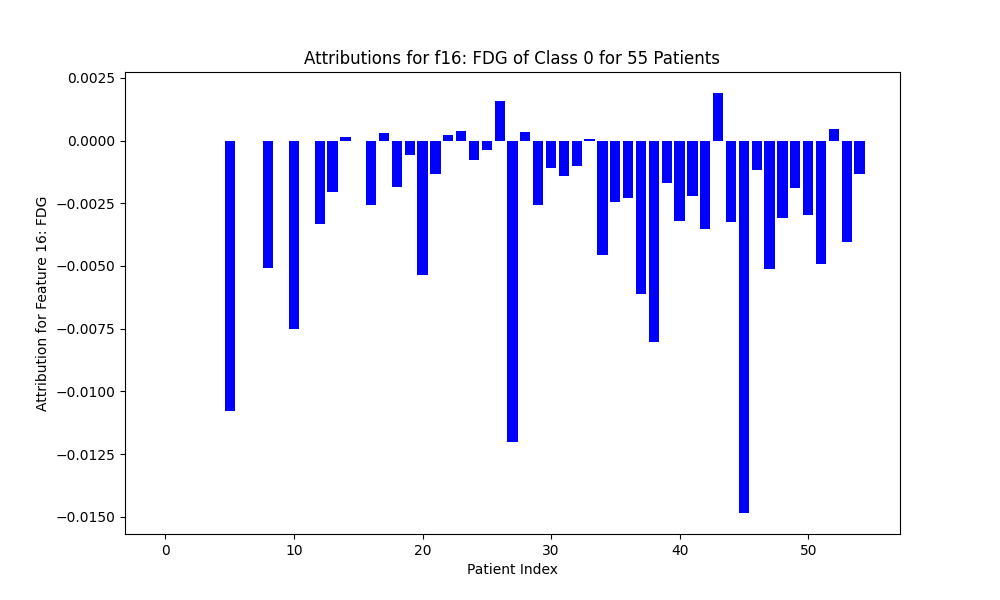 Attributions for f16: FDG of Class 0 for 55 Patients
0.0025
0.0000
−0.0025
−0.0050
−0.0075
−0.0100
−0.0125
−0.0150
Attribution for Feature 16: FDG
0 10 20 30 40 50
Patient Index